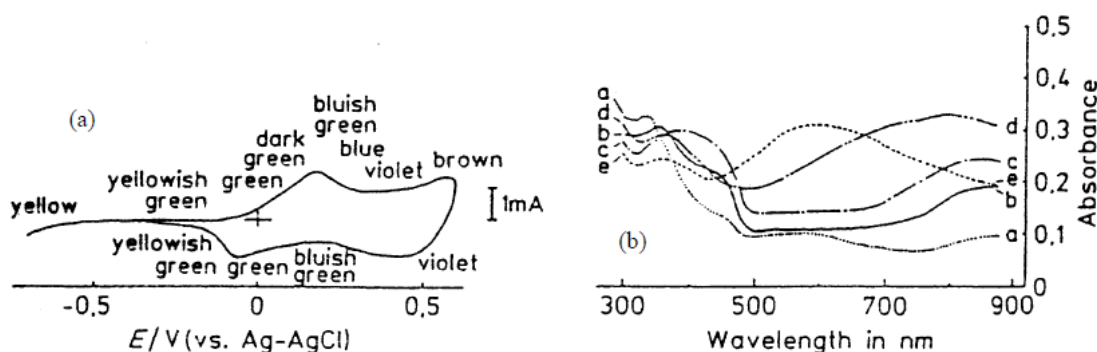 (a)
bluish
green
dark
green
blue
violet
brown
yellowish
green
green
yellow
1mA
yellowish
green
green
bluish
green
violet
-0,5
0
0,5
E/V (vs. Ag-AgCl)
(b)
a
d
b
c
e
d
c
e
b
a
0,5
0,4
0,3
0,2
0,1
0
Absorbance
300
500
700
900
Wavelength in nm